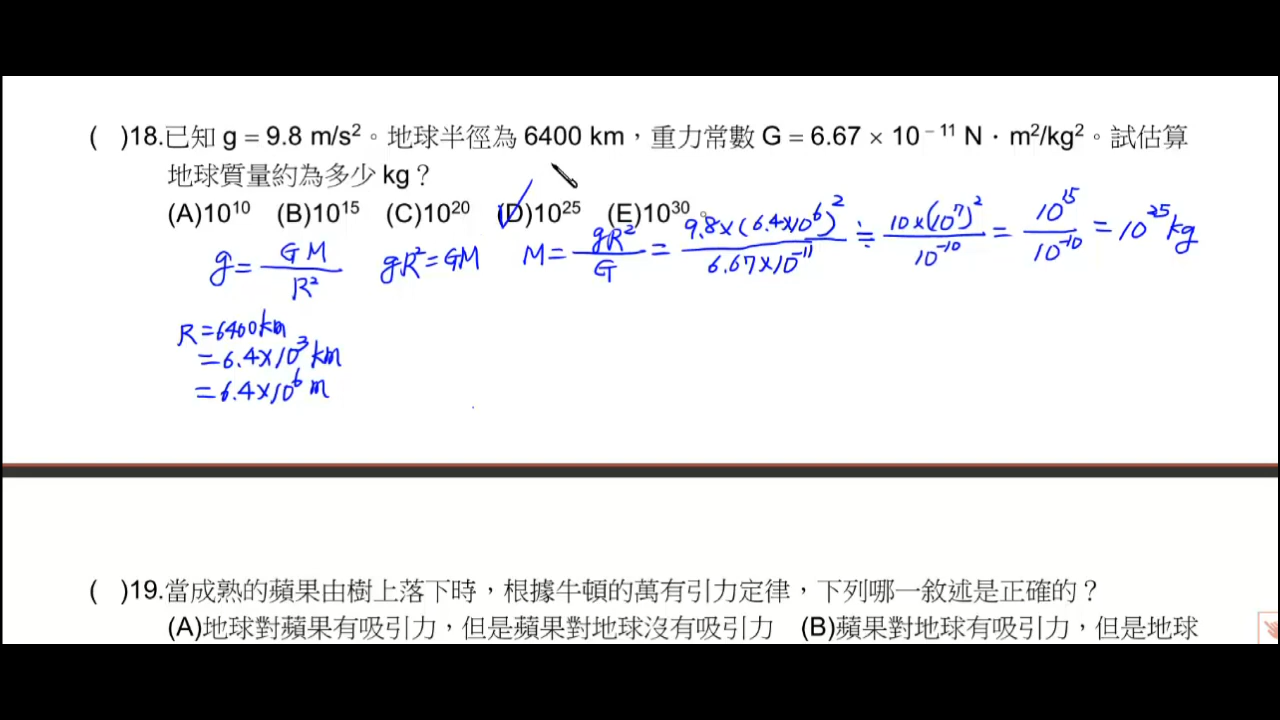 ( )18.已知 g = 9.8 m/s²。地球半徑為 6400 km，重力常數 G = 6.67 × 10⁻¹¹ N．m²/kg²。試估算
地球質量約為多少 kg？
(A)10¹⁰ (B)10¹⁵ (C)10²⁰ (D)10²⁵ (E)10³⁰。
g = GM/R² gR² = GM M = gR²/G = 9.8×(6.4×10⁶)²/6.67×10⁻¹¹ ≒ 10×(10⁷)²/10⁻¹⁰ = 10¹⁵/10⁻¹⁰ = 10²⁵ kg
R = 6400 km
= 6.4×10³ km
= 6.4×10⁶ m
( )19.當成熟的蘋果由樹上落下時，根據牛頓的萬有引力定律，下列哪一敘述是正確的？
(A)地球對蘋果有吸引力，但是蘋果對地球沒有吸引力 (B)蘋果對地球有吸引力，但是地球